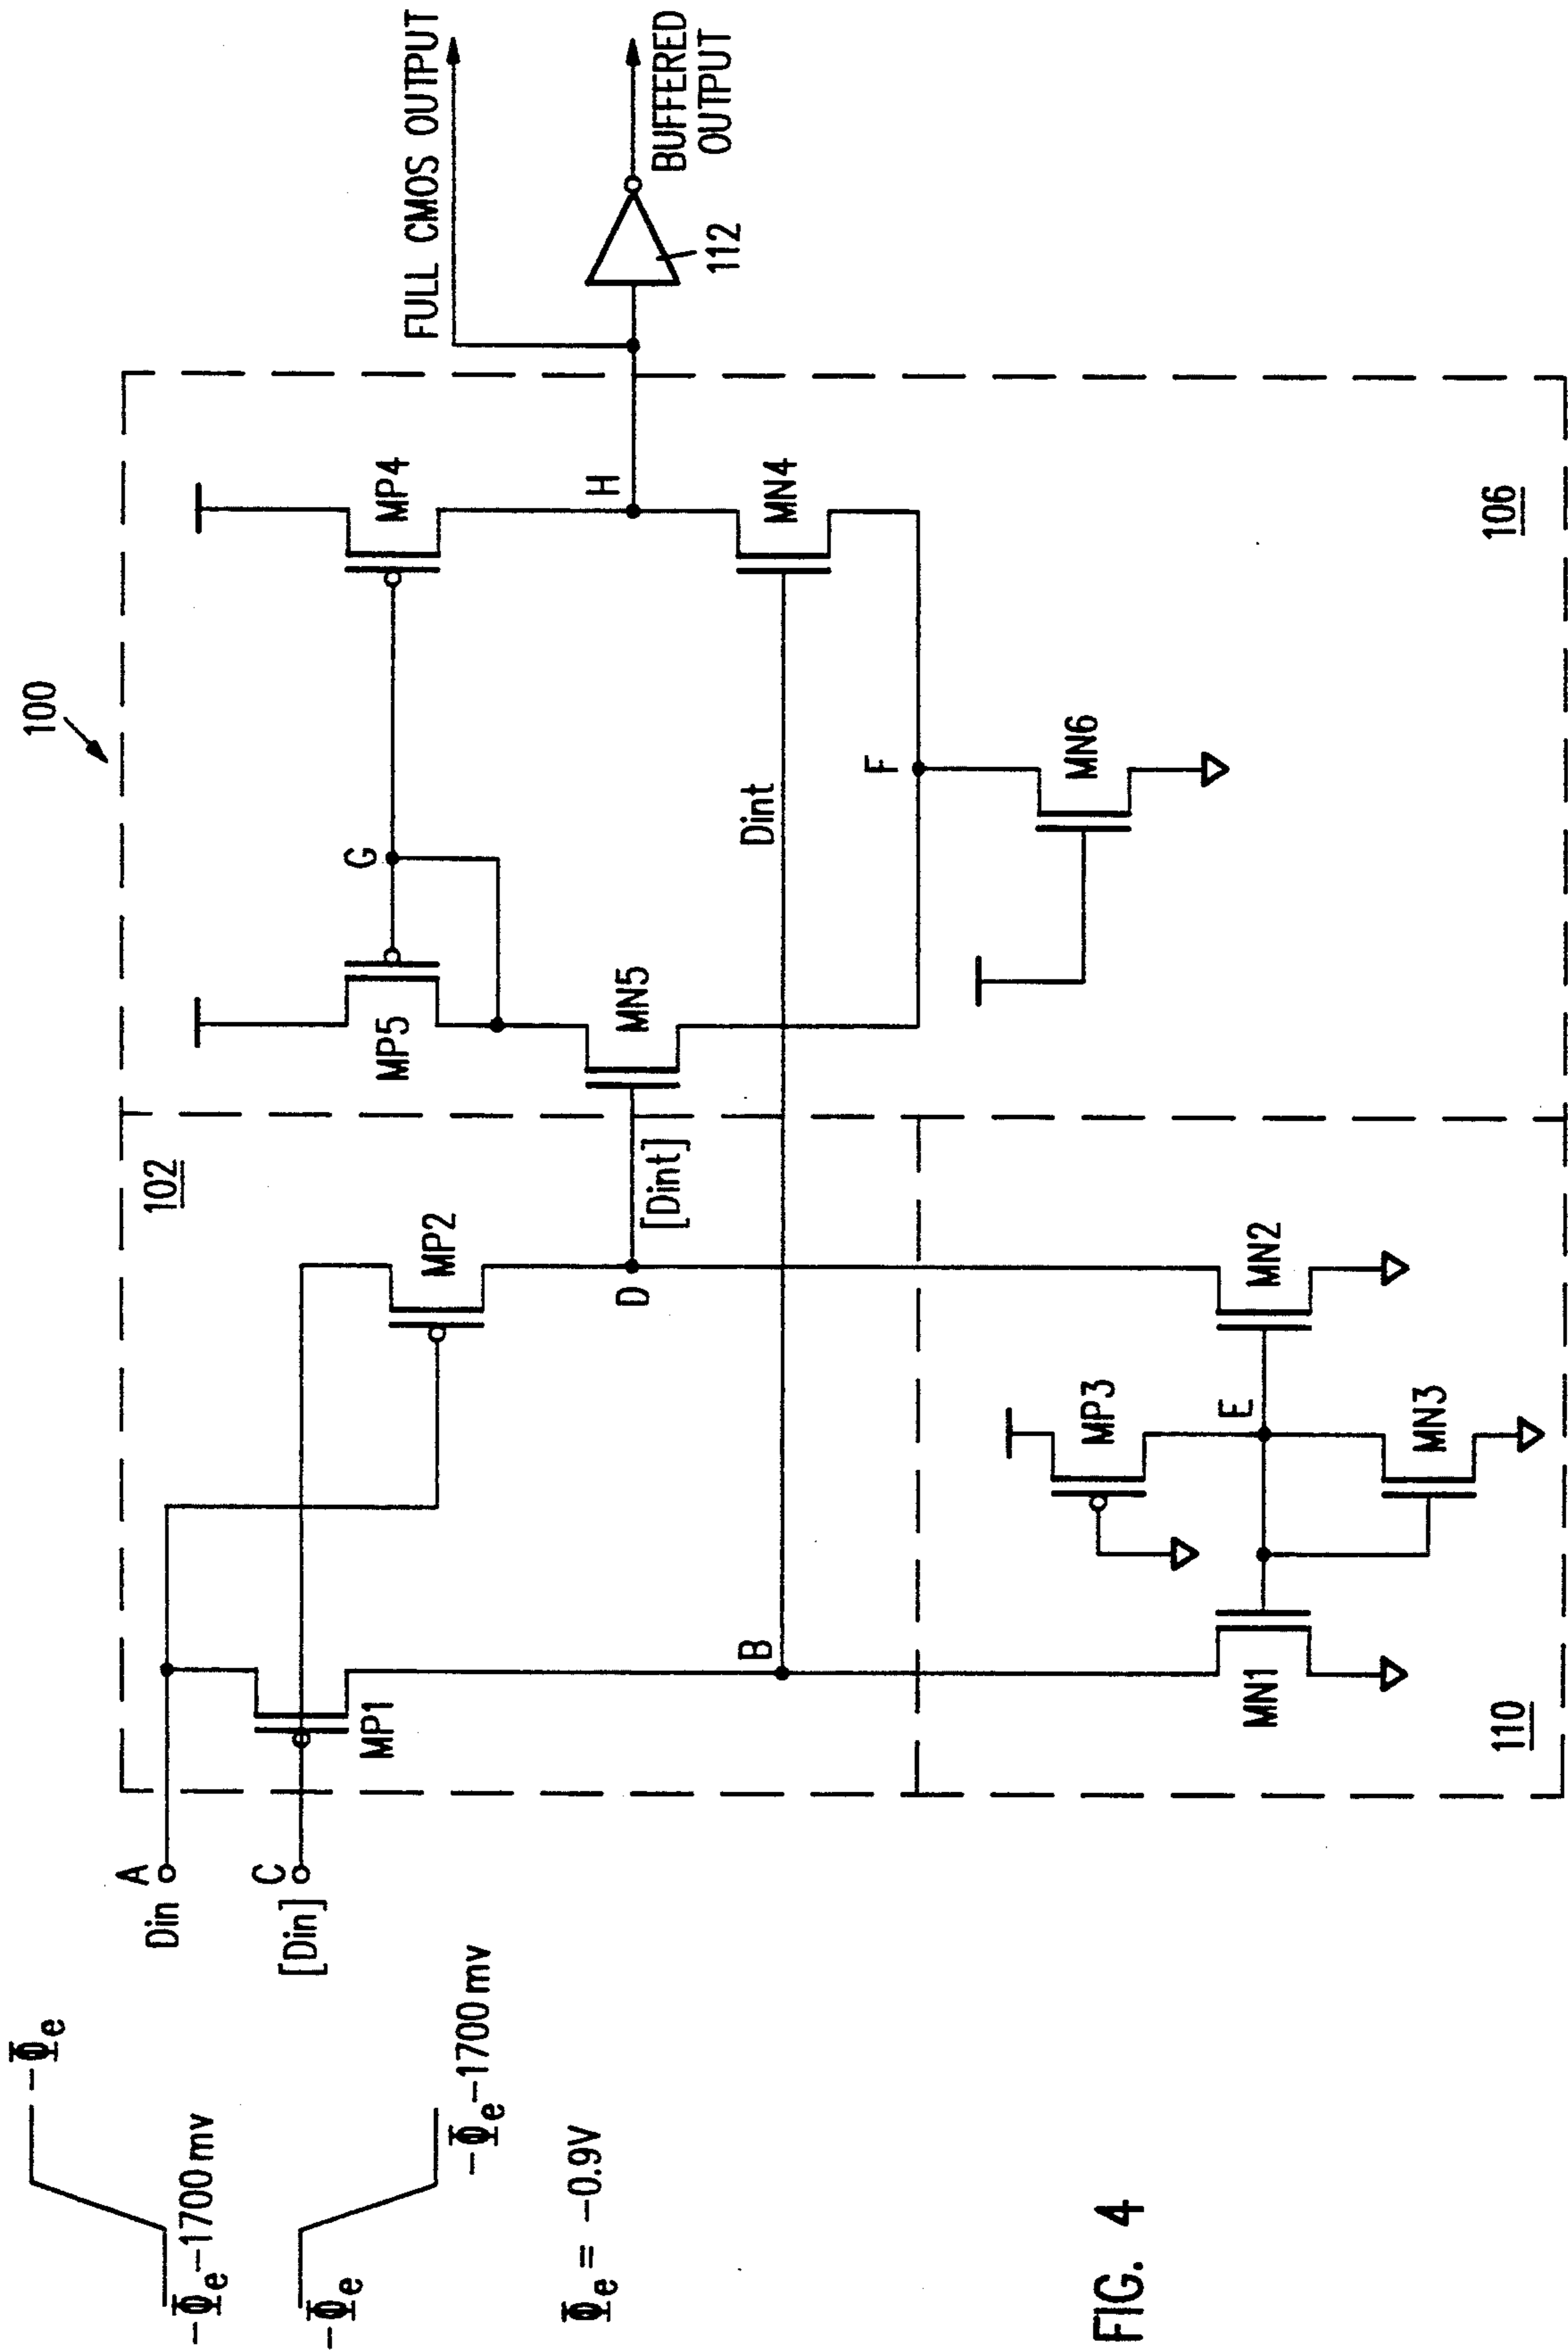 100
FULL CMOS OUTPUT
BUFFERED
OUTPUT
112
102
106
110
MP5
MP4
G
H
MN5
MN4
[Dint]
Dint
F
MN6
MP2
D
MP1
B
MP3
E
MN1
MN2
MN3
A
Din
C
[Din]
-Φe
-Φe-1700mv
-Φe
-Φe-1700mv
Φe = -0.9V
FIG. 4